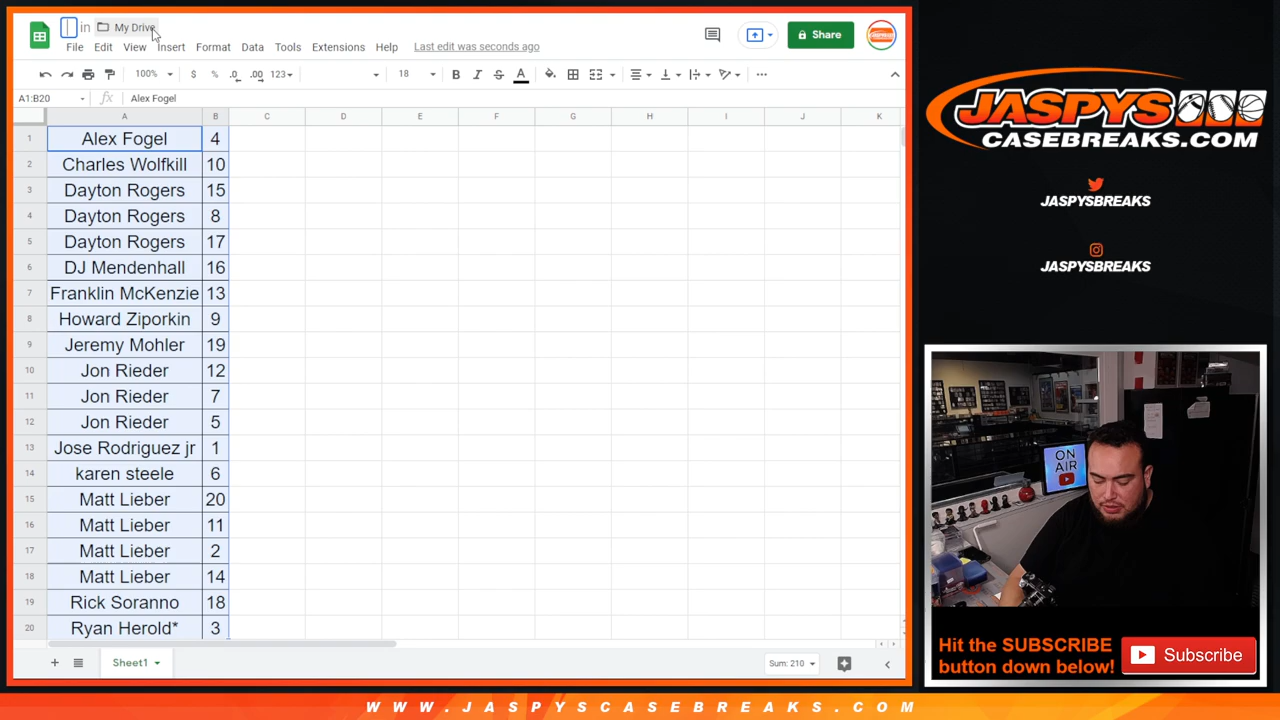 in My Drive
File Edit View Insert Format Data Tools Extensions Help Last edit was seconds ago
Share
100% $ % .0 .00 123 18 B I S A
A1:B20 fx Alex Fogel
A B C D E F G H I J K
1 Alex Fogel 4
2 Charles Wolfkill 10
3 Dayton Rogers 15
4 Dayton Rogers 8
5 Dayton Rogers 17
6 DJ Mendenhall 16
7 Franklin McKenzie 13
8 Howard Ziporkin 9
9 Jeremy Mohler 19
10 Jon Rieder 12
11 Jon Rieder 7
12 Jon Rieder 5
13 Jose Rodriguez jr 1
14 karen steele 6
15 Matt Lieber 20
16 Matt Lieber 11
17 Matt Lieber 2
18 Matt Lieber 14
19 Rick Soranno 18
20 Ryan Herold* 3
Sheet1
Sum: 210
JASPYS
CASEBREAKS.COM
JASPYSBREAKS
JASPYSBREAKS
ON
AIR
Hit the SUBSCRIBE
button down below!
Subscribe
WWW.JASPYSCASEBREAKS.COM